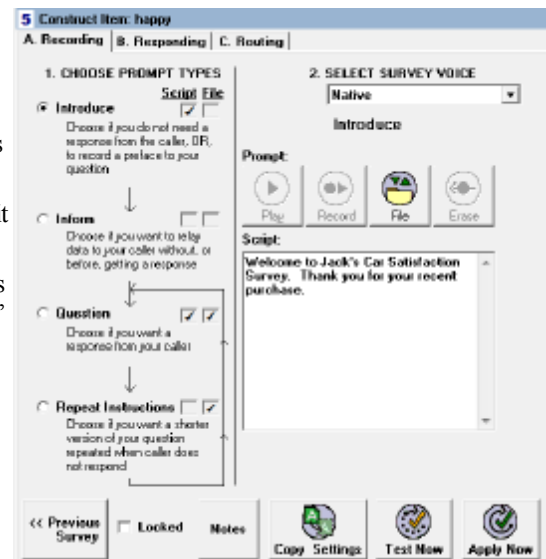 5 Construct Item: happy
A. Recording B. Responding C. Routing
1. CHOOSE PROMPT TYPES
Script File
Introduce
Choose if you do not need a
response from the caller, OR,
to record a preface to your
question
Inform
Choose if you want to relay
data to your caller without, or
before, getting a response
Question
Choose if you want a
response from your caller
Repeat Instructions
Choose if you want a shorter
version of your question
repeated when caller does
not respond
2. SELECT SURVEY VOICE
Native
Introduce
Prompt:
Play Record File Erase
Script:
Welcome to Jack's Car Satisfaction
Survey. Thank you for your recent
purchase.
s
it
s
’
<< Previous
Survey
Locked
Notes
Copy Settings
Test Now
Apply Now